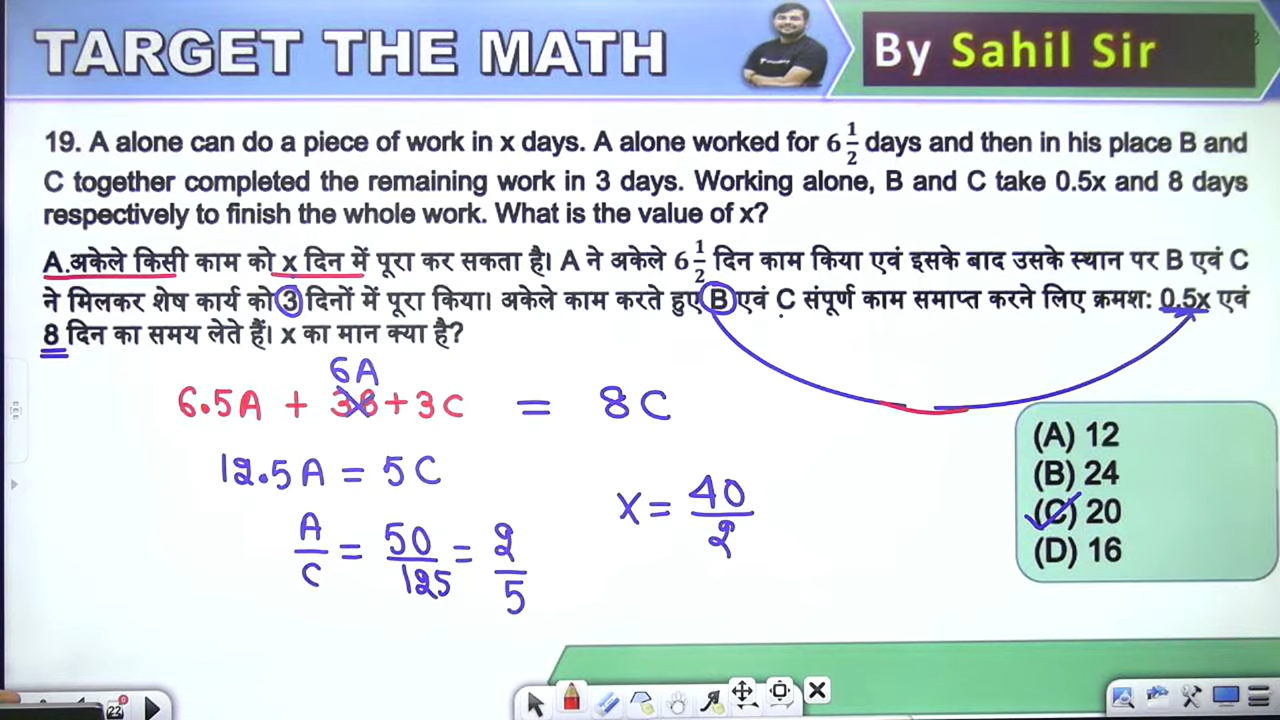 TARGET THE MATH
By Sahil Sir
19. A alone can do a piece of work in x days. A alone worked for 6 1/2 days and then in his place B and
C together completed the remaining work in 3 days. Working alone, B and C take 0.5x and 8 days
respectively to finish the whole work. What is the value of x?
A.अकेले किसी काम को x दिन में पूरा कर सकता है। A ने अकेले 6 1/2 दिन काम किया एवं इसके बाद उसके स्थान पर B एवं C
ने मिलकर शेष कार्य को 3 दिनों में पूरा किया। अकेले काम करते हुए B एवं C संपूर्ण काम समाप्त करने लिए क्रमश: 0.5x एवं
8 दिन का समय लेते हैं। x का मान क्या है?
6A
6.5A + 3B + 3C = 8C
12.5A = 5C
A/C = 50/125 = 2/5
x = 40/2
(A) 12
(B) 24
(C) 20
(D) 16
22